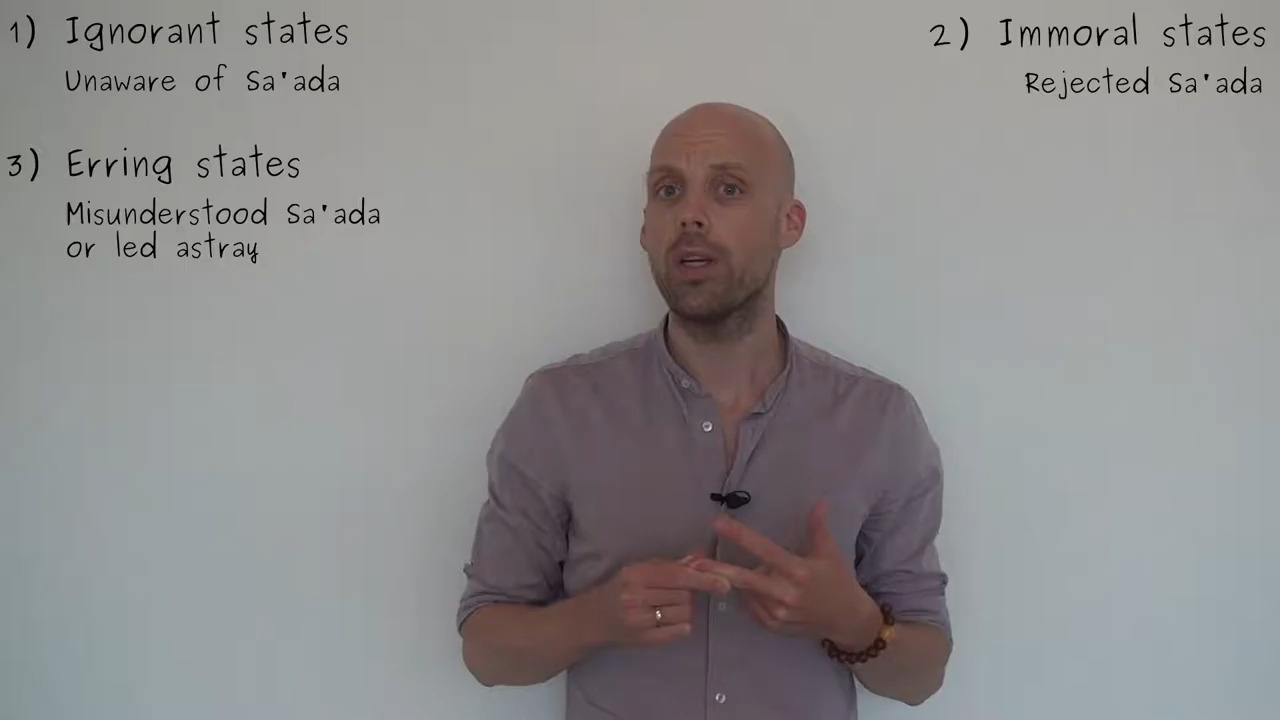 1) Ignorant states
Unaware of Sa'ada
2) Immoral states
Rejected Sa'ada
3) Erring states
Misunderstood Sa'ada
or led astray